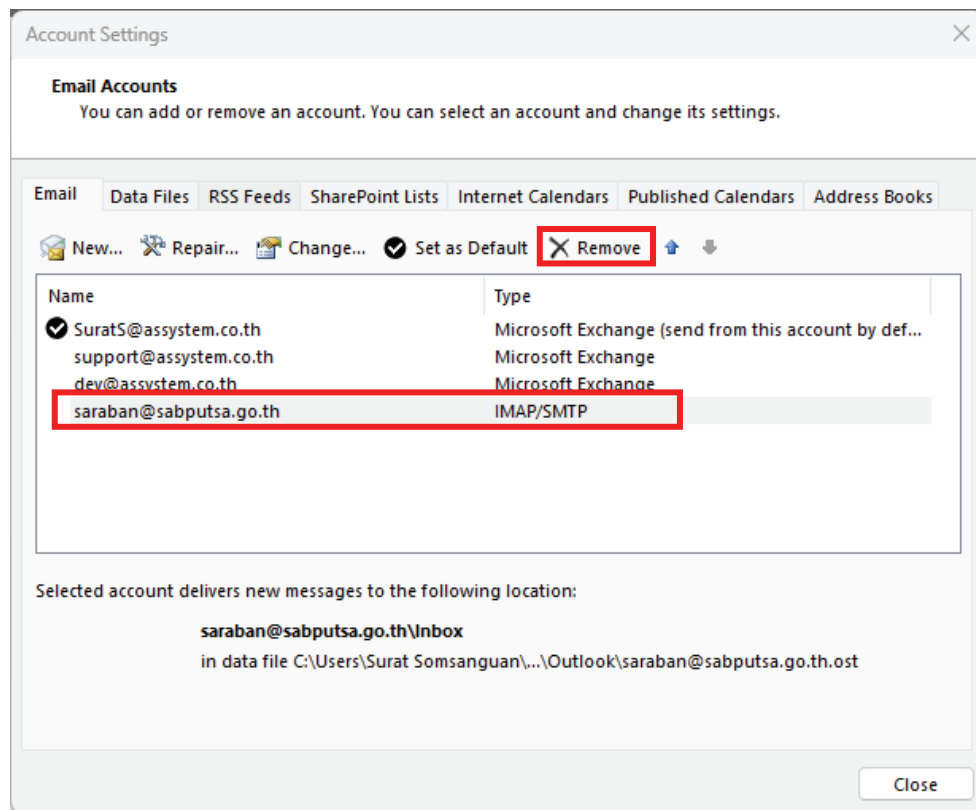 Account Settings
Email Accounts
You can add or remove an account. You can select an account and change its settings.
Email Data Files RSS Feeds SharePoint Lists Internet Calendars Published Calendars Address Books
New... Repair... Change... Set as Default Remove
Name Type
SuratS@assystem.co.th Microsoft Exchange (send from this account by def...
support@assystem.co.th Microsoft Exchange
dev@assystem.co.th Microsoft Exchange
saraban@sabputsa.go.th IMAP/SMTP
Selected account delivers new messages to the following location:
saraban@sabputsa.go.th\Inbox
in data file C:\Users\Surat Somsanguan\...\Outlook\saraban@sabputsa.go.th.ost
Close